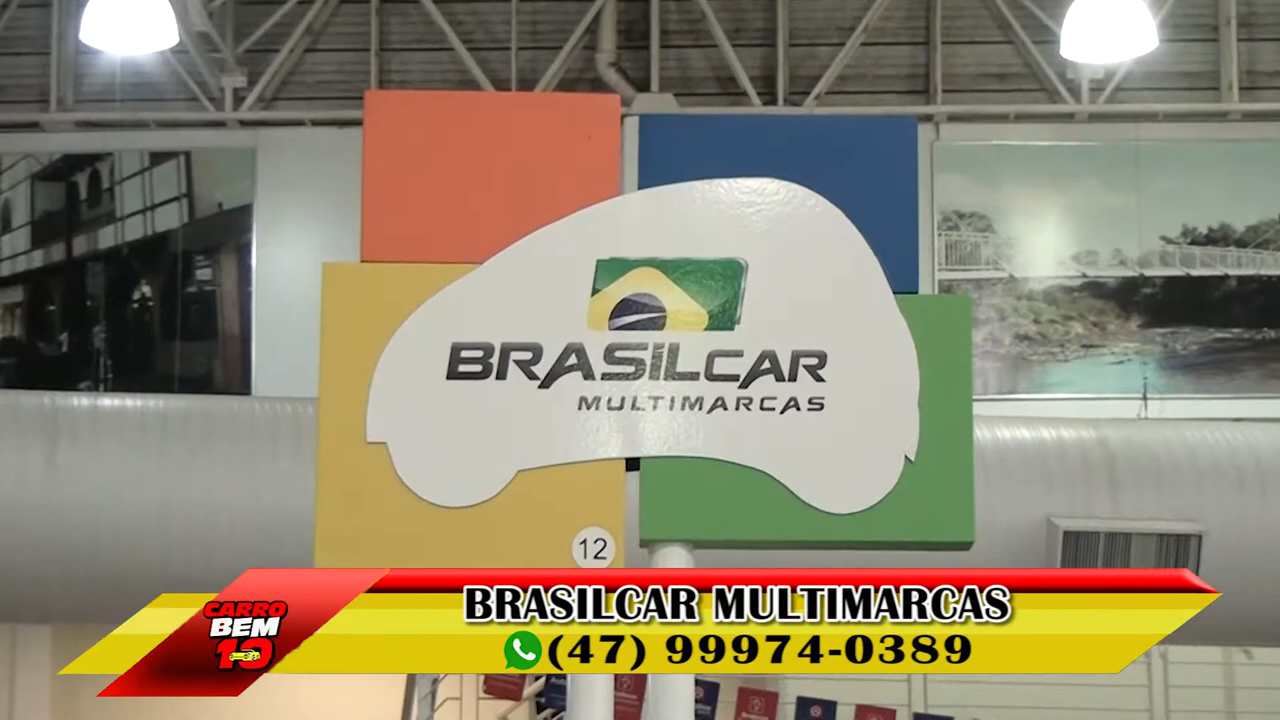 BRASILCAR
MULTIMARCAS
12
CARRO
BEM
10
BRASILCAR MULTIMARCAS
(47) 99974-0389